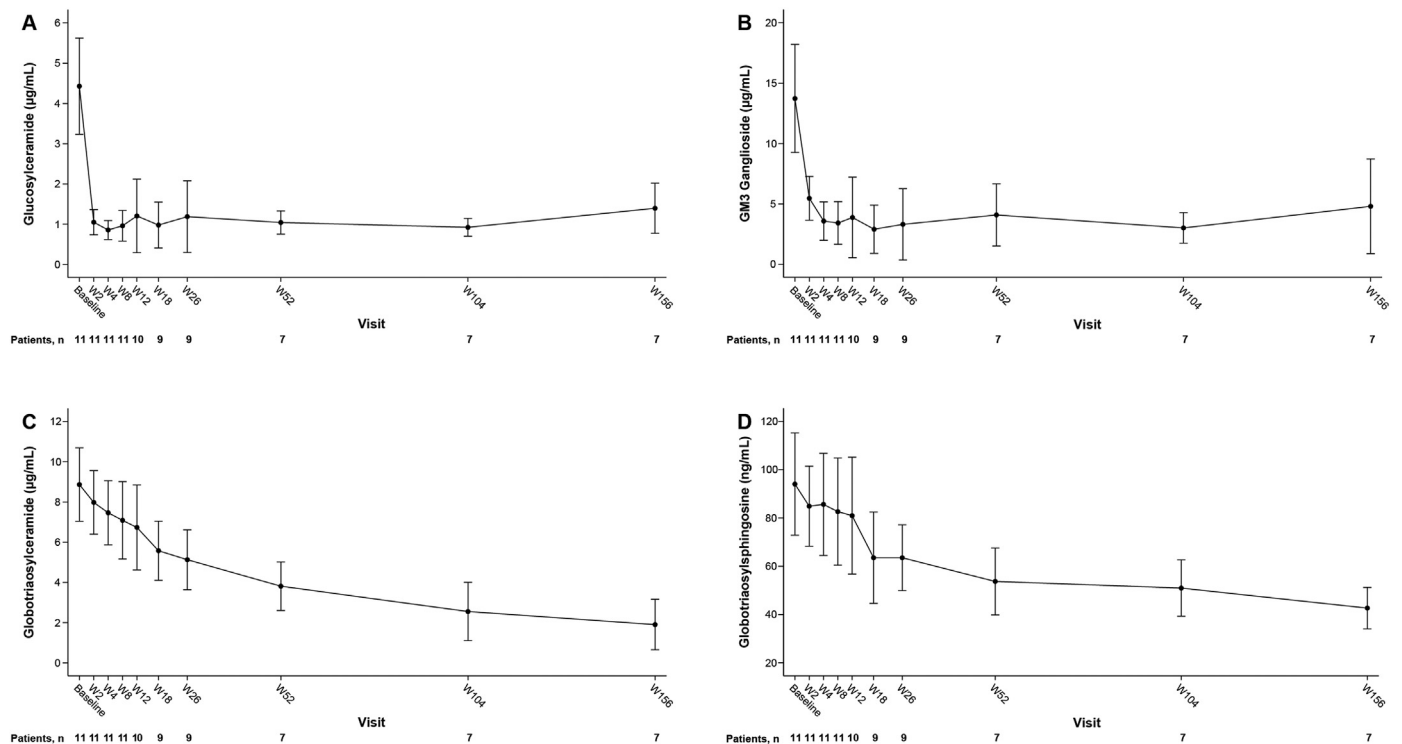 A
Glucosylceramide (µg/mL)
6
5
4
3
2
1
0
Baseline W2 W4 W8 W12 W18 W26 W52 W104 W156
Visit
Patients, n 11 11 11 11 10 9 9 7 7 7
B
GM3 Ganglioside (µg/mL)
20
15
10
5
0
Baseline W2 W4 W8 W12 W18 W26 W52 W104 W156
Visit
Patients, n 11 11 11 11 10 9 9 7 7 7
C
Globotriaosylceramide (µg/mL)
12
10
8
6
4
2
0
Baseline W2 W4 W8 W12 W18 W26 W52 W104 W156
Visit
Patients, n 11 11 11 11 10 9 9 7 7 7
D
Globotriaosylsphingosine (ng/mL)
120
100
80
60
40
20
Baseline W2 W4 W8 W12 W18 W26 W52 W104 W156
Visit
Patients, n 11 11 11 11 10 9 9 7 7 7